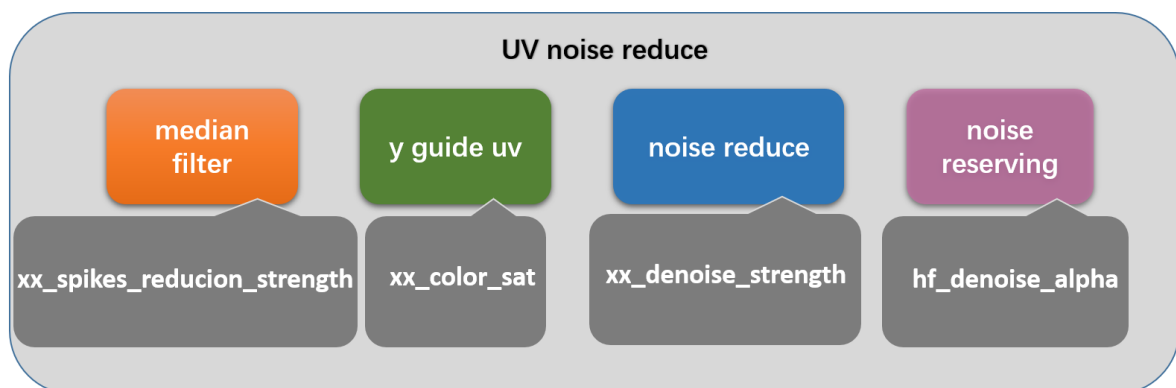 UV noise reduce
median
filter
y guide uv
noise reduce
noise
reserving
xx_spikes_reducion_strength
xx_color_sat
xx_denoise_strength
hf_denoise_alpha